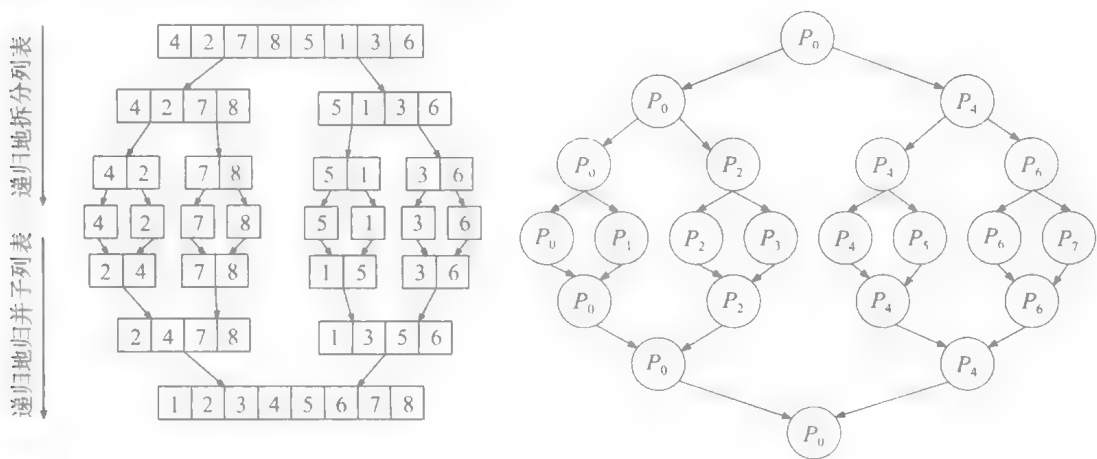 递归地拆分列表
递归地归并子列表
4 2 7 8 5 1 3 6
4 2 7 8 5 1 3 6
4 2 7 8 5 1 3 6
4 2 7 8 5 1 3 6
2 4 7 8 1 5 3 6
2 4 7 8 1 3 5 6
1 2 3 4 5 6 7 8
P₀
P₀ P₄
P₀ P₂ P₄ P₆
P₀ P₁ P₂ P₃ P₄ P₅ P₆ P₇
P₀ P₂ P₄ P₆
P₀ P₄
P₀